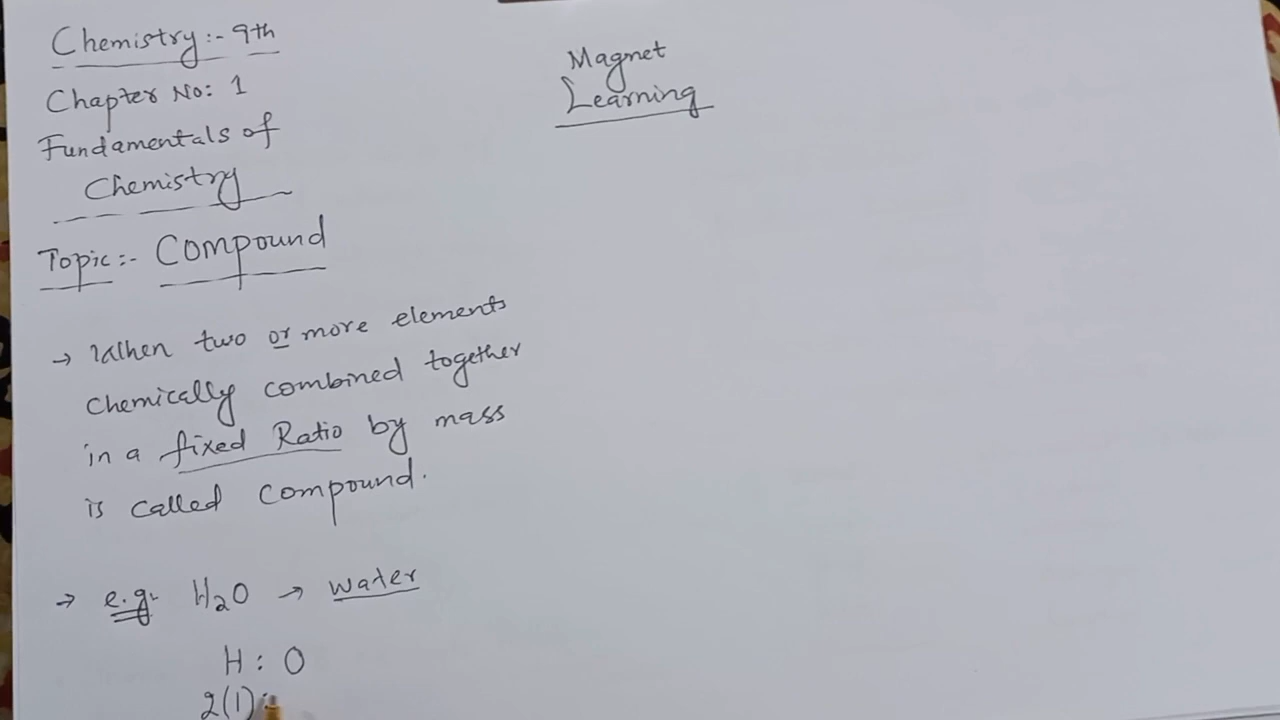 Chemistry:- 9th
Chapter No: 1
Fundamentals of
Chemistry
Topic:- Compound
Magnet
Learning
→ When two or more elements
chemically combined together
in a fixed Ratio by mass
is called compound.
→ e.g:- H₂O → water
H : O
2(1):